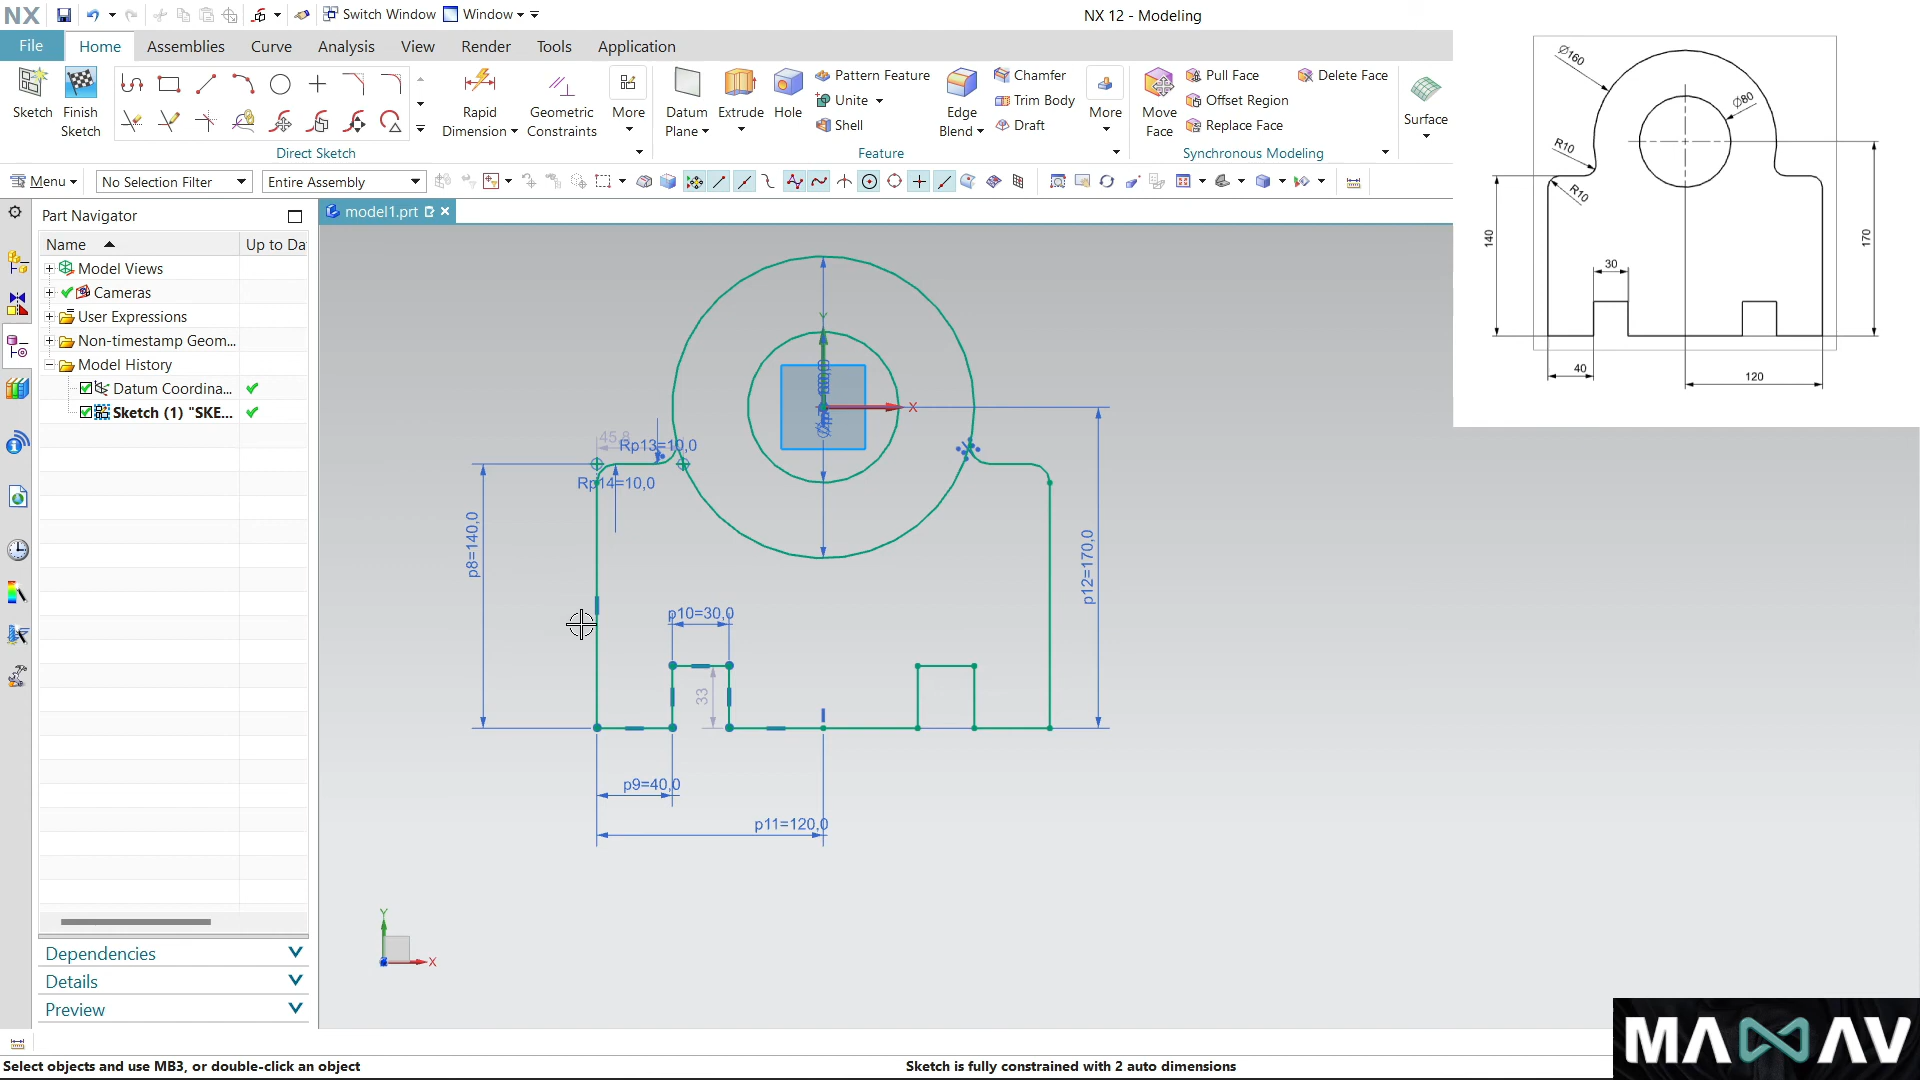 NX
Switch Window
Window
NX 12 - Modeling
File
Home
Assemblies
Curve
Analysis
View
Render
Tools
Application
Sketch
Finish Sketch
Direct Sketch
Rapid Dimension
Geometric Constraints
More
Datum Plane
Extrude
Hole
Pattern Feature
Unite
Shell
Edge Blend
Chamfer
Trim Body
Draft
More
Feature
Move Face
Pull Face
Offset Region
Replace Face
Delete Face
Synchronous Modeling
Surface
Menu
No Selection Filter
Entire Assembly
Part Navigator
model1.prt
Name
Up to Da
Model Views
Cameras
User Expressions
Non-timestamp Geom...
Model History
Datum Coordina...
Sketch (1) "SKE...
Dependencies
Details
Preview
Y
X
45,8
Rp13=10,0
Rp14=10,0
p8=140,0
p10=30,0
33
p12=170,0
p9=40,0
p11=120,0
Y
X
Ø160
Ø80
R10
R10
140
30
170
40
120
Select objects and use MB3, or double-click an object
Sketch is fully constrained with 2 auto dimensions